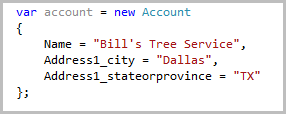 var account = new Account
{
    Name = "Bill's Tree Service",
    Address1_city = "Dallas",
    Address1_stateorprovince = "TX"
};